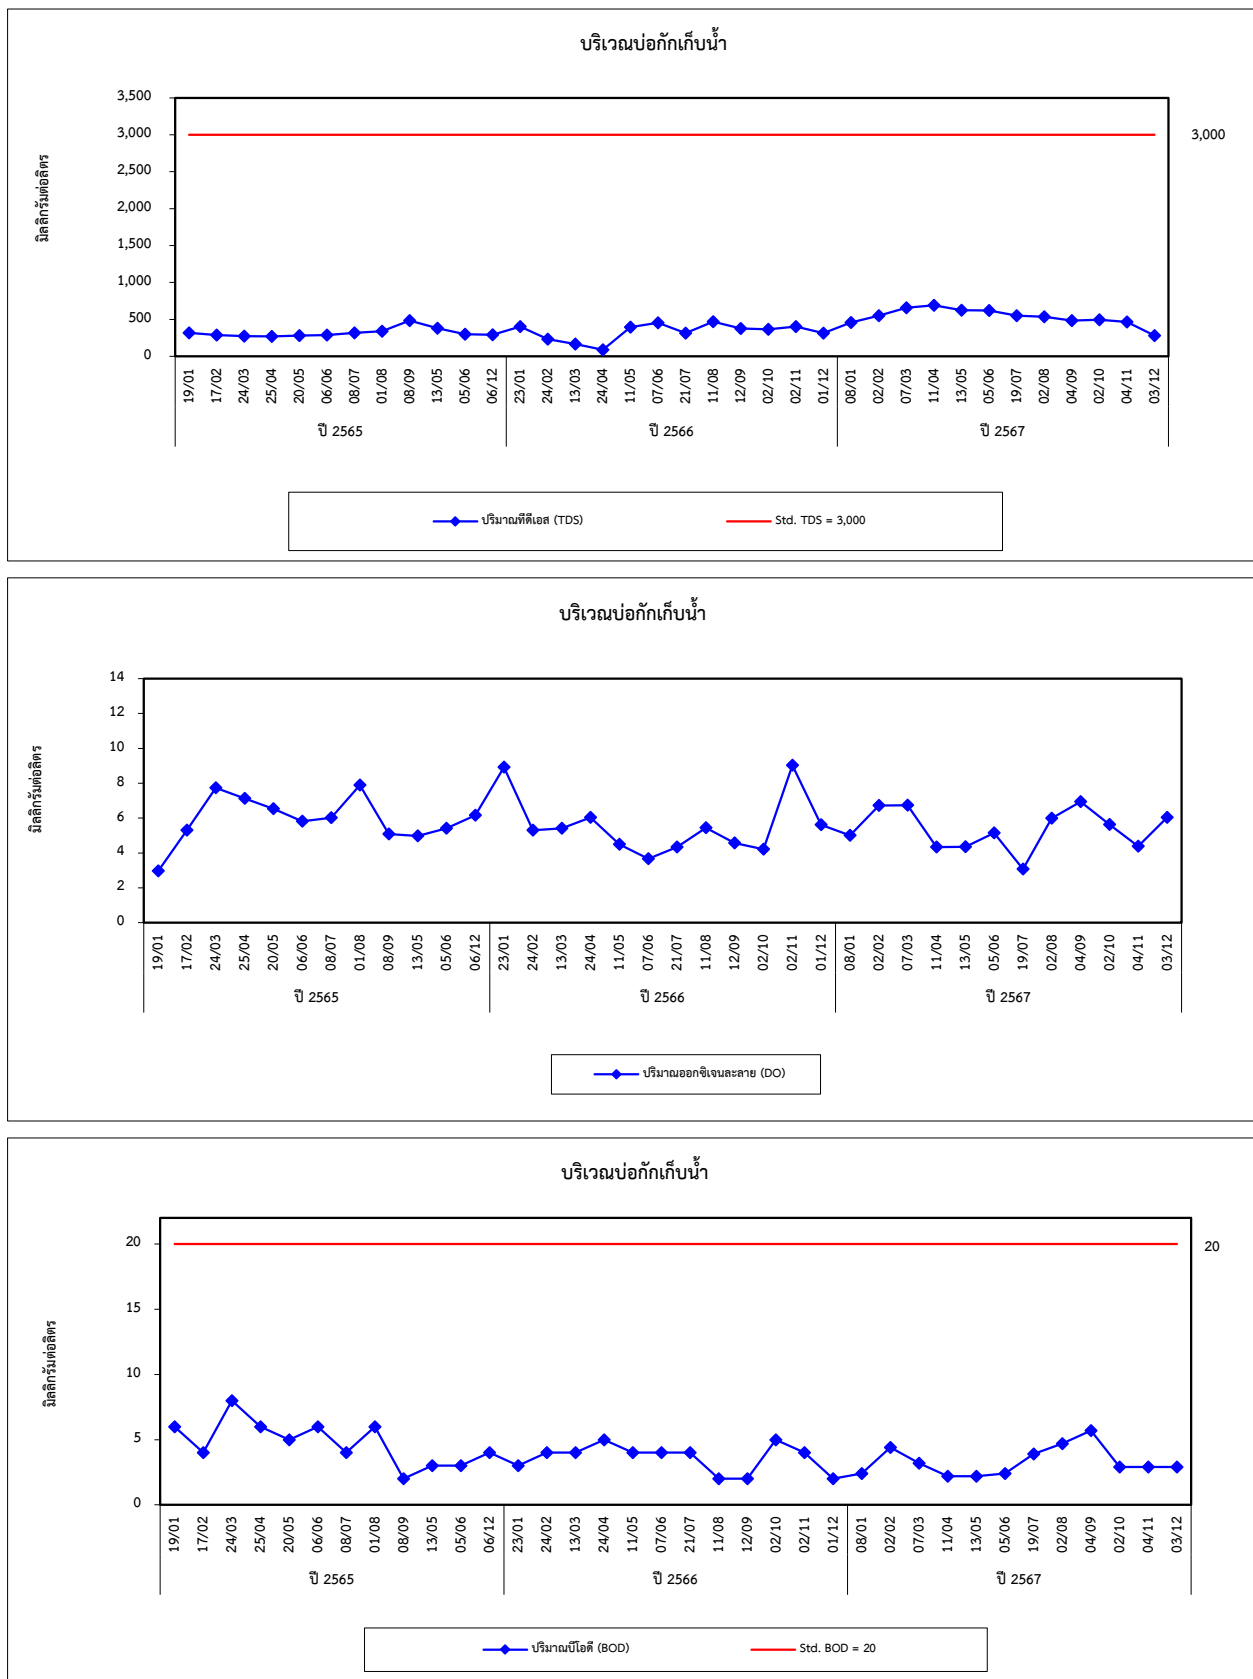 บริเวณบ่อกักเก็บน้ำ
มิลลิกรัมต่อลิตร
3,500
3,000
2,500
2,000
1,500
1,000
500
0
3,000
19/01 17/02 24/03 25/04 20/05 06/06 08/07 01/08 08/09 13/05 05/06 06/12 23/01 24/02 13/03 24/04 11/05 07/06 21/07 11/08 12/09 02/10 02/11 01/12 08/01 02/02 07/03 11/04 13/05 05/06 19/07 02/08 04/09 02/10 04/11 03/12
ปี 2565 ปี 2566 ปี 2567
ปริมาณทีดีเอส (TDS) Std. TDS = 3,000
บริเวณบ่อกักเก็บน้ำ
มิลลิกรัมต่อลิตร
14
12
10
8
6
4
2
0
19/01 17/02 24/03 25/04 20/05 06/06 08/07 01/08 08/09 13/05 05/06 06/12 23/01 24/02 13/03 24/04 11/05 07/06 21/07 11/08 12/09 02/10 02/11 01/12 08/01 02/02 07/03 11/04 13/05 05/06 19/07 02/08 04/09 02/10 04/11 03/12
ปี 2565 ปี 2566 ปี 2567
ปริมาณออกซิเจนละลาย (DO)
บริเวณบ่อกักเก็บน้ำ
มิลลิกรัมต่อลิตร
20
15
10
5
0
20
19/01 17/02 24/03 25/04 20/05 06/06 08/07 01/08 08/09 13/05 05/06 06/12 23/01 24/02 13/03 24/04 11/05 07/06 21/07 11/08 12/09 02/10 02/11 01/12 08/01 02/02 07/03 11/04 13/05 05/06 19/07 02/08 04/09 02/10 04/11 03/12
ปี 2565 ปี 2566 ปี 2567
ปริมาณบีโอดี (BOD) Std. BOD = 20